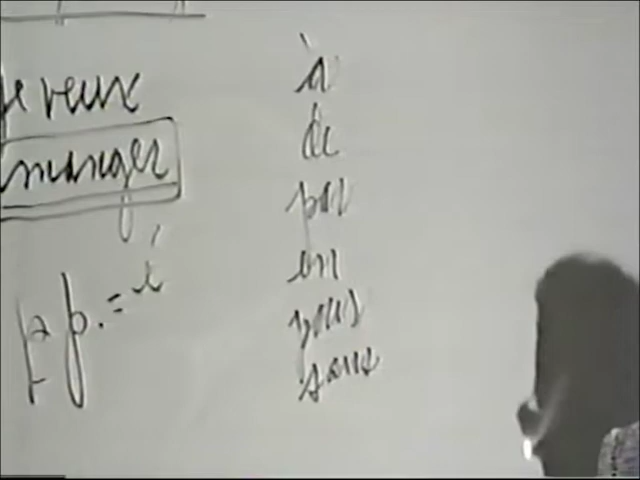 je veux
manger
p p. = é
à
de
par
en
pour
sans